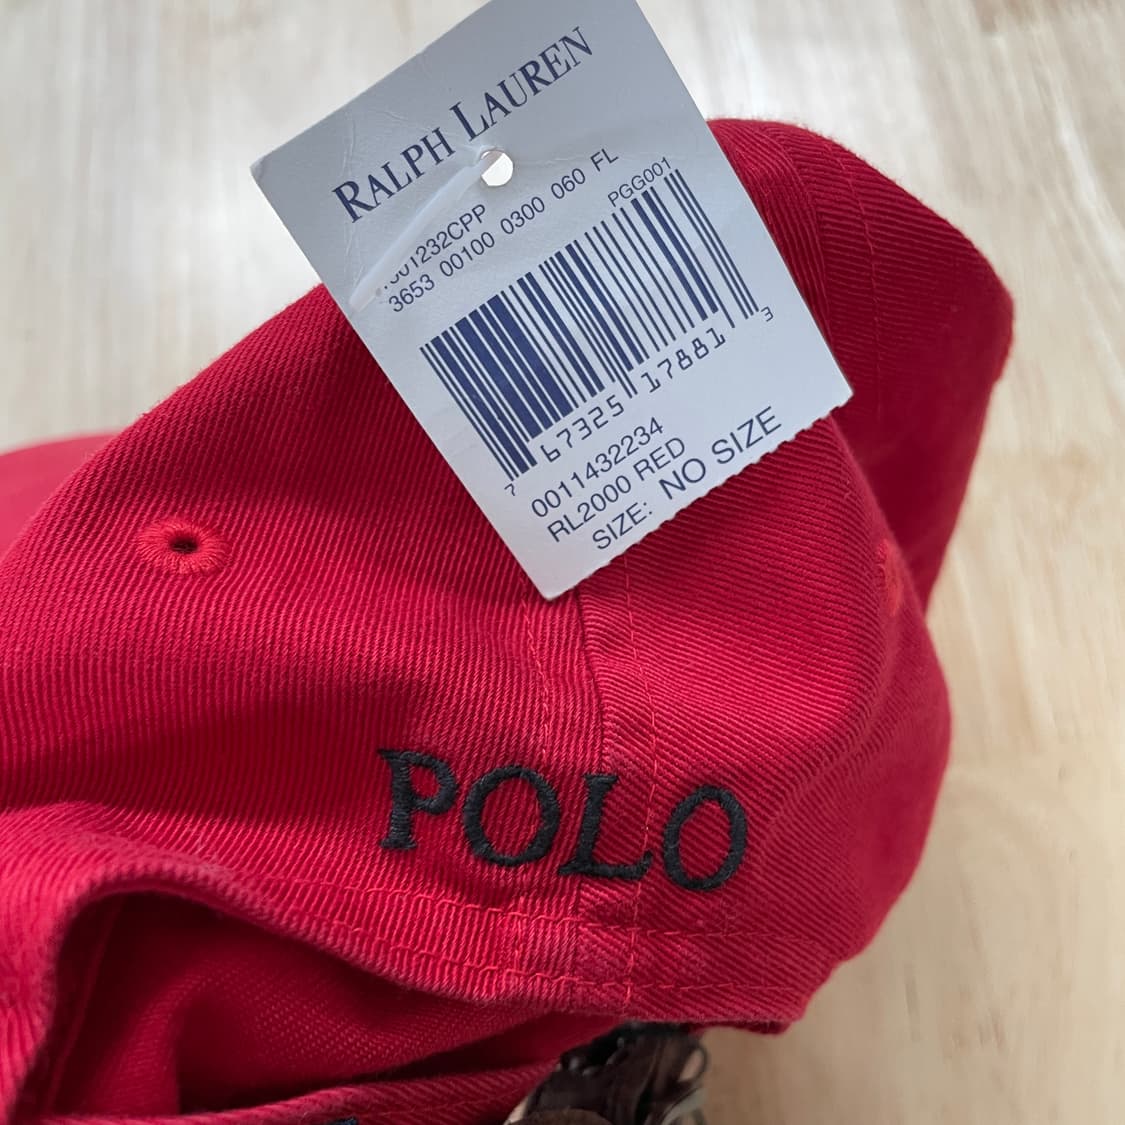 RALPH LAUREN
3653 00100 0300 060 FL
PGG001
7 67325 17881 3
0011432234
RL2000 RED
SIZE: NO SIZE
POLO